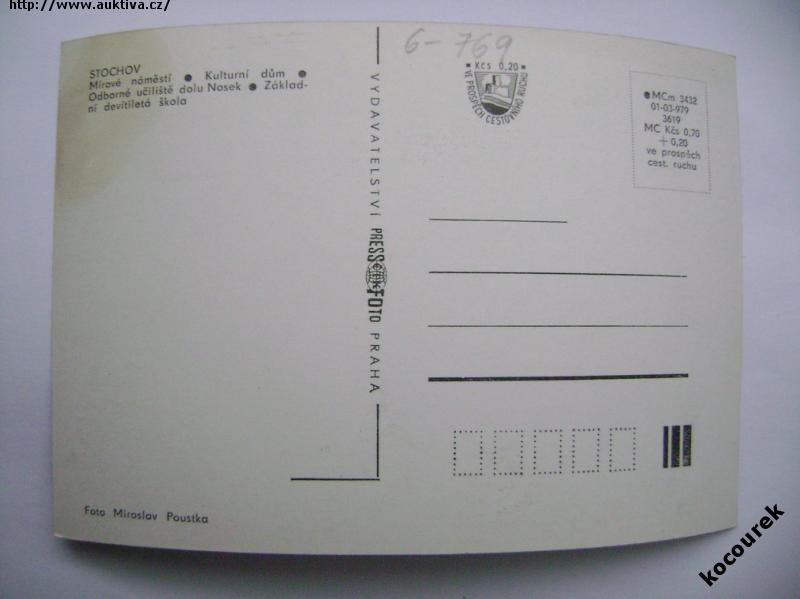 http://www.auktiva.cz/
STOCHOV
Mírové náměstí ● Kulturní dům ●
Odborné učiliště dolu Nosek ● Základ-
ní devítiletá škola
Foto Miroslav Poustka
VYDAVATELSTVÍ PRESSFOTO PRAHA
ČTK
6-769
Kčs 0,20
VE PROSPĚCH CESTOVNÍHO RUCHU
●MCm 3432
01-03-979
3619
MC Kčs 0,70
+ 0,20
ve prospěch
cest. ruchu
kocourek